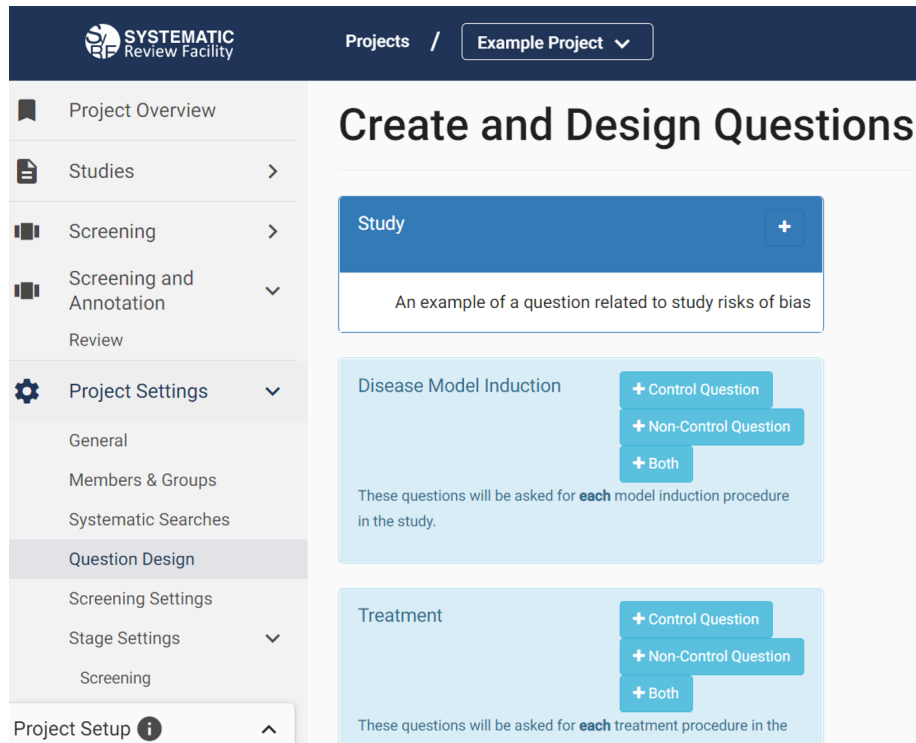 SYSTEMATIC
Review Facility
Projects / Example Project
Project Overview
Studies
Screening
Screening and
Annotation
Review
Project Settings
General
Members & Groups
Systematic Searches
Question Design
Screening Settings
Stage Settings
Screening
Project Setup i
Create and Design Questions
Study +
An example of a question related to study risks of bias
Disease Model Induction
+ Control Question
+ Non-Control Question
+ Both
These questions will be asked for each model induction procedure
in the study.
Treatment
+ Control Question
+ Non-Control Question
+ Both
These questions will be asked for each treatment procedure in the